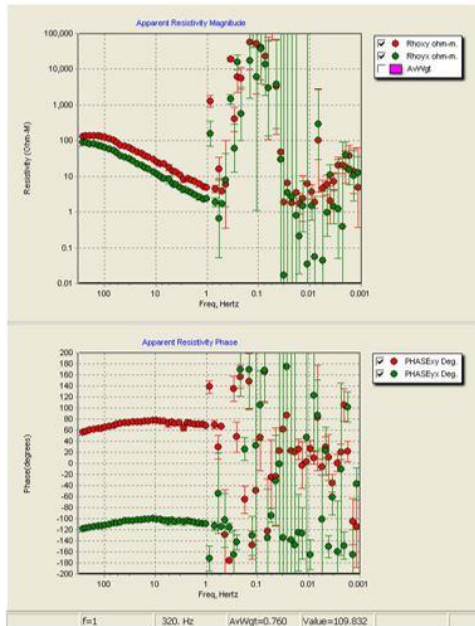 Apparent Resistivity Magnitude
100,000
10,000
1,000
100
10
1
0.1
0.01
Resistivity (Ohm-M)
100 10 1 0.1 0.01 0.001
Freq, Hertz
Rhoxy ohm-m.
Rhoyx ohm-m.
AvWgt
Apparent Resistivity Phase
200
180
160
140
120
100
80
60
40
20
0
-20
-40
-60
-80
-100
-120
-140
-160
-180
-200
Phase(degrees)
100 10 1 0.1 0.01 0.001
Freq, Hertz
PHASExy Deg.
PHASEyx Deg.
f=1 320. Hz AvWgt=0.760 Value=109.832